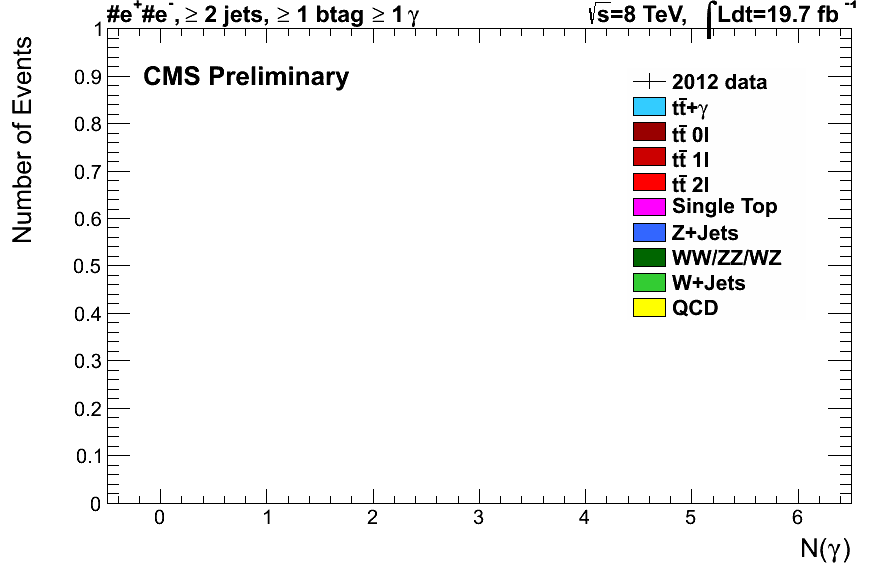 #e⁺#e⁻, ≥ 2 jets, ≥ 1 btag ≥ 1 γ
√s=8 TeV, ∫Ldt=19.7 fb⁻¹
CMS Preliminary
2012 data
tt̄+γ
tt̄ 0l
tt̄ 1l
tt̄ 2l
Single Top
Z+Jets
WW/ZZ/WZ
W+Jets
QCD
Number of Events
1
0.9
0.8
0.7
0.6
0.5
0.4
0.3
0.2
0.1
0
0 1 2 3 4 5 6
N(γ)